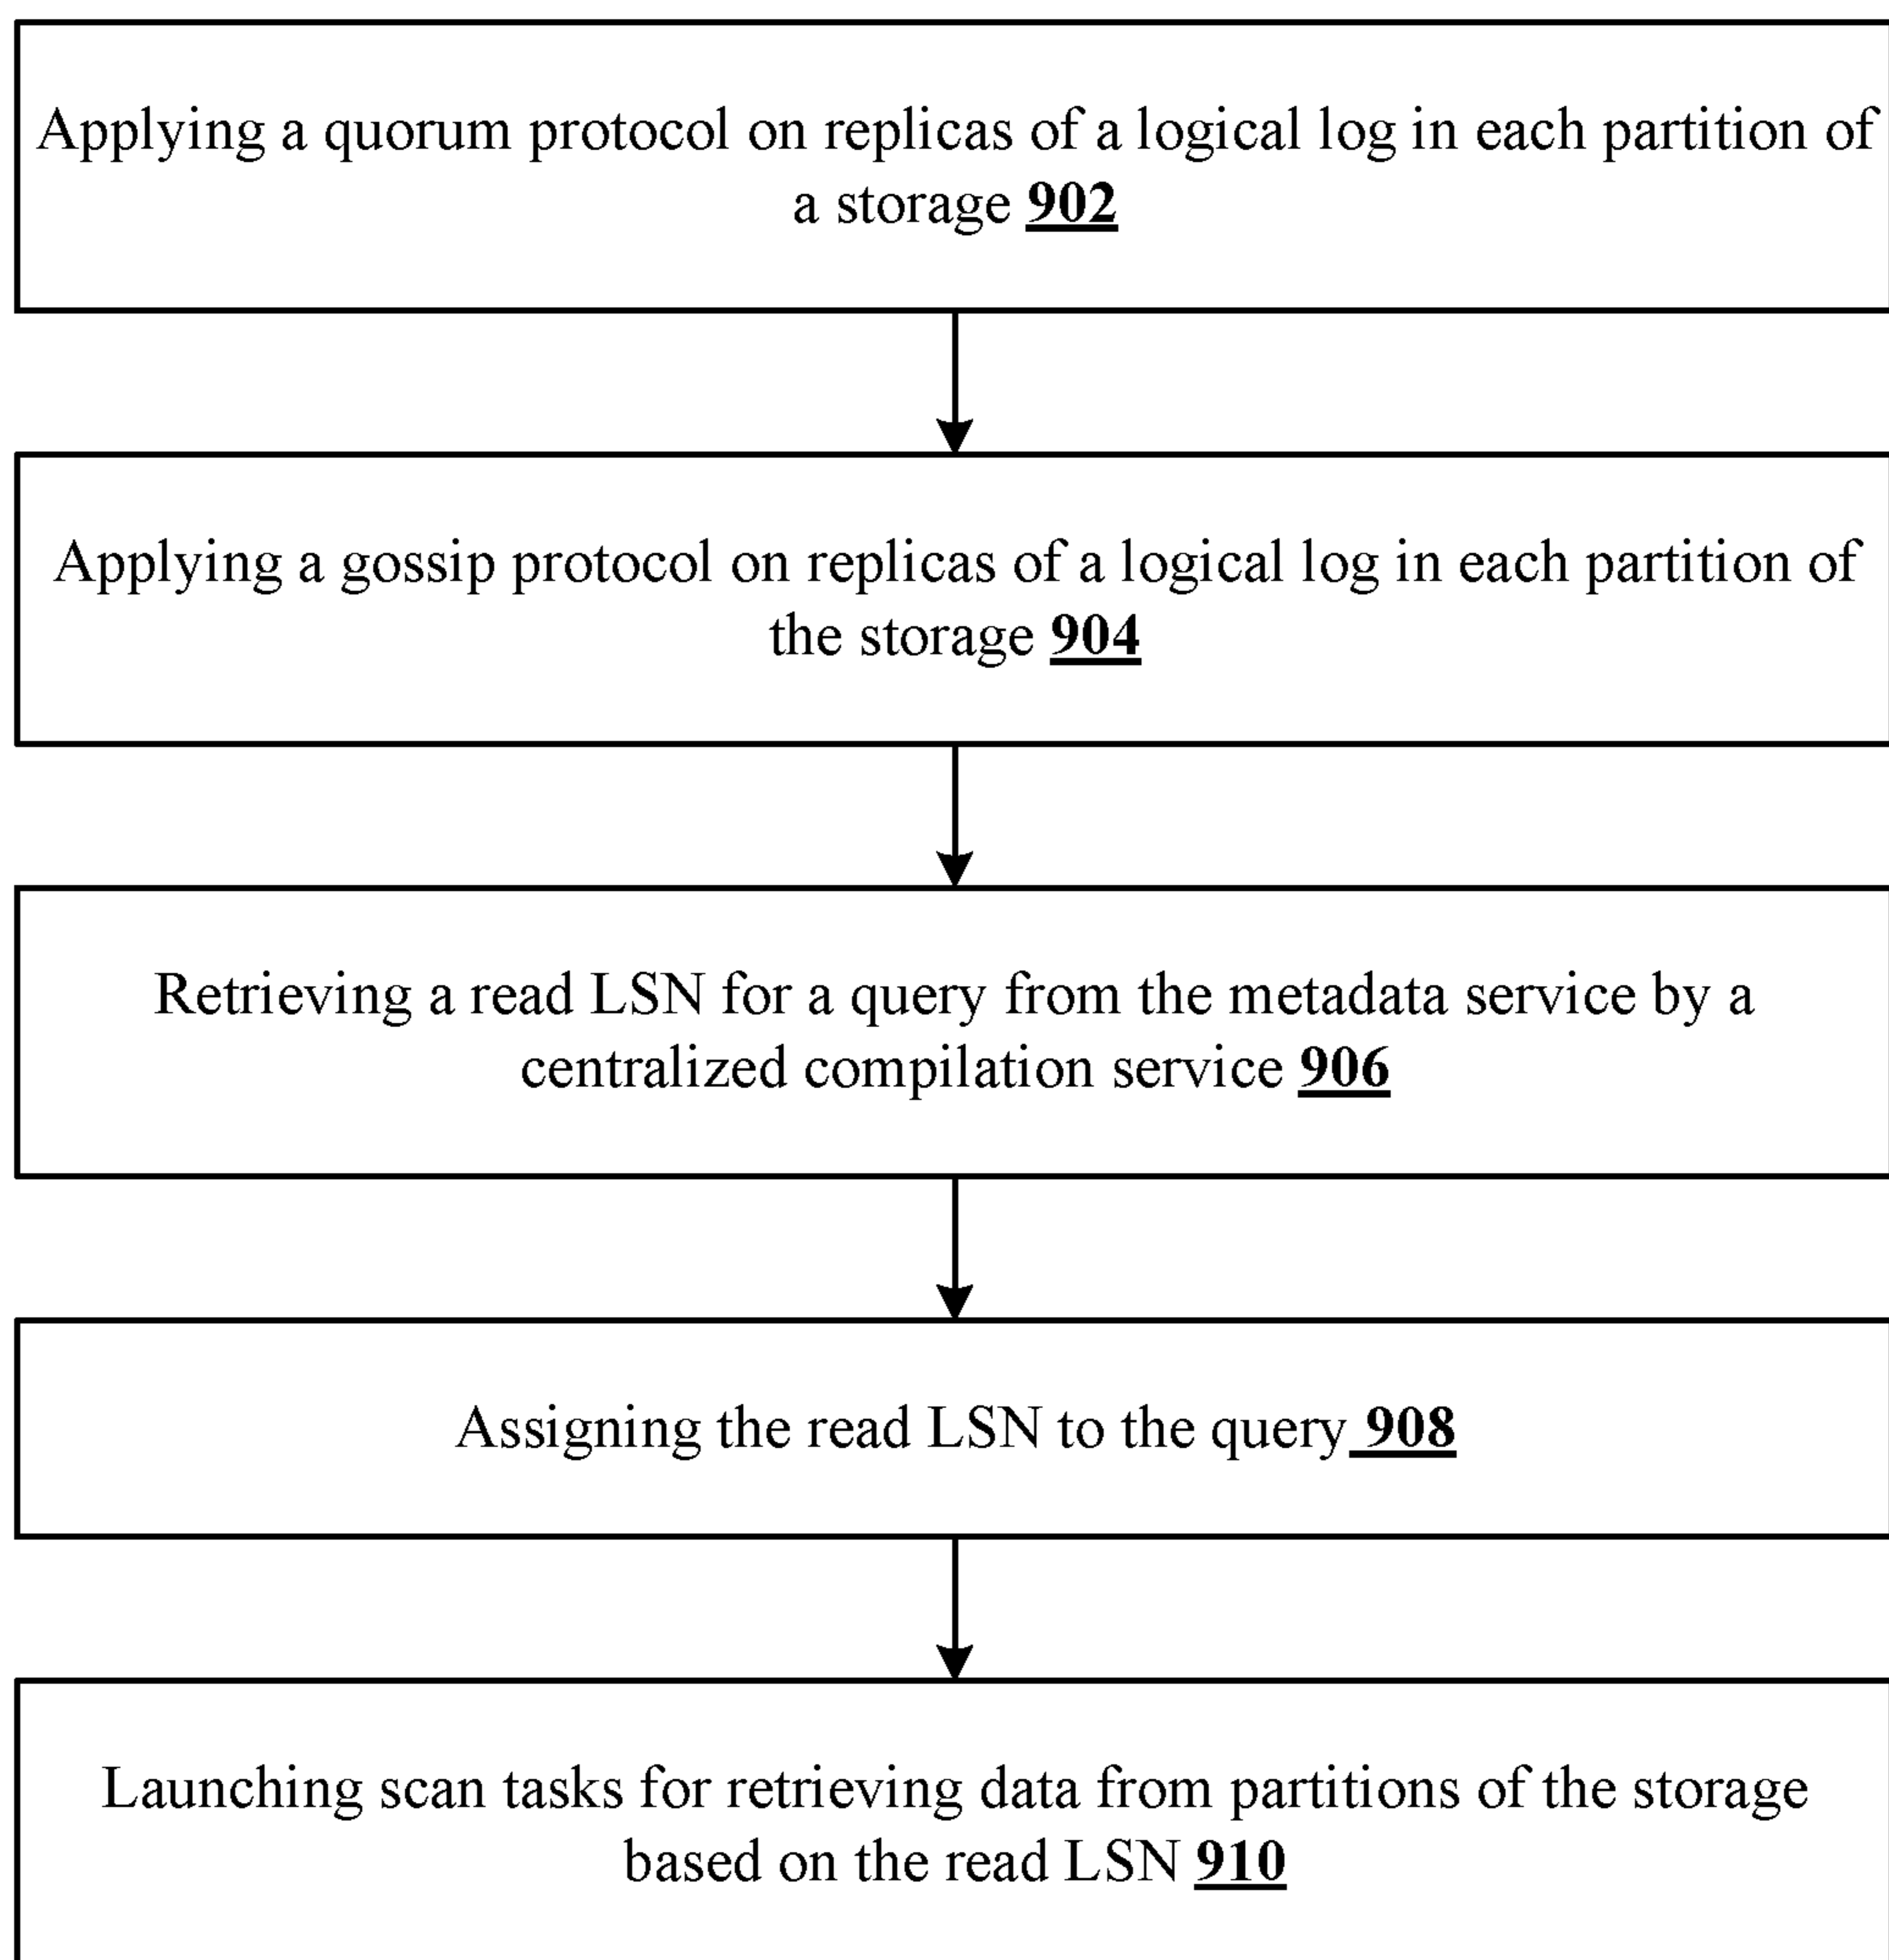 Applying a quorum protocol on replicas of a logical log in each partition of
a storage 902
Applying a gossip protocol on replicas of a logical log in each partition of
the storage 904
Retrieving a read LSN for a query from the metadata service by a
centralized compilation service 906
Assigning the read LSN to the query 908
Launching scan tasks for retrieving data from partitions of the storage
based on the read LSN 910